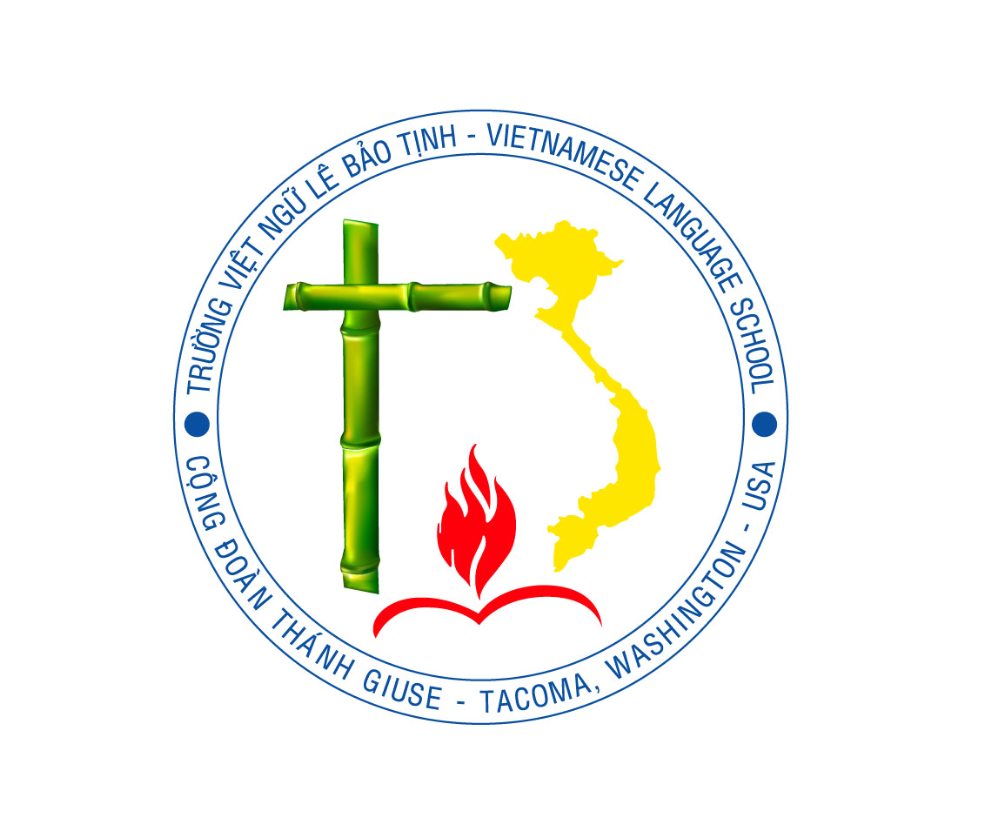 TRƯỜNG VIỆT NGỮ LÊ BẢO TỊNH - VIETNAMESE LANGUAGE SCHOOL
CỘNG ĐOÀN THÁNH GIUSE - TACOMA, WASHINGTON - USA